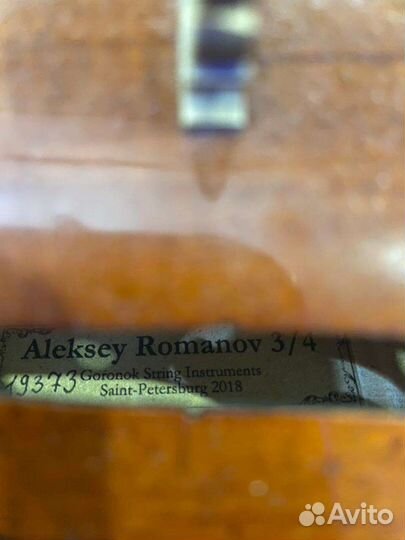 Aleksey Romanov 3/4
19373 Goronok String Instruments
Saint-Petersburg 2018
Avito